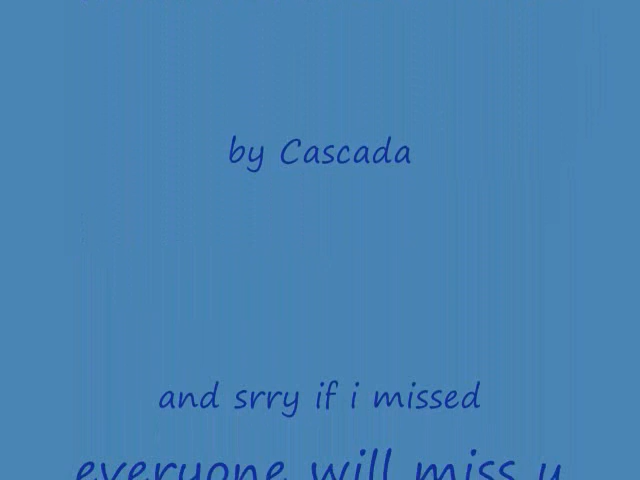 by Cascada
and srry if i missed
everyone will miss u